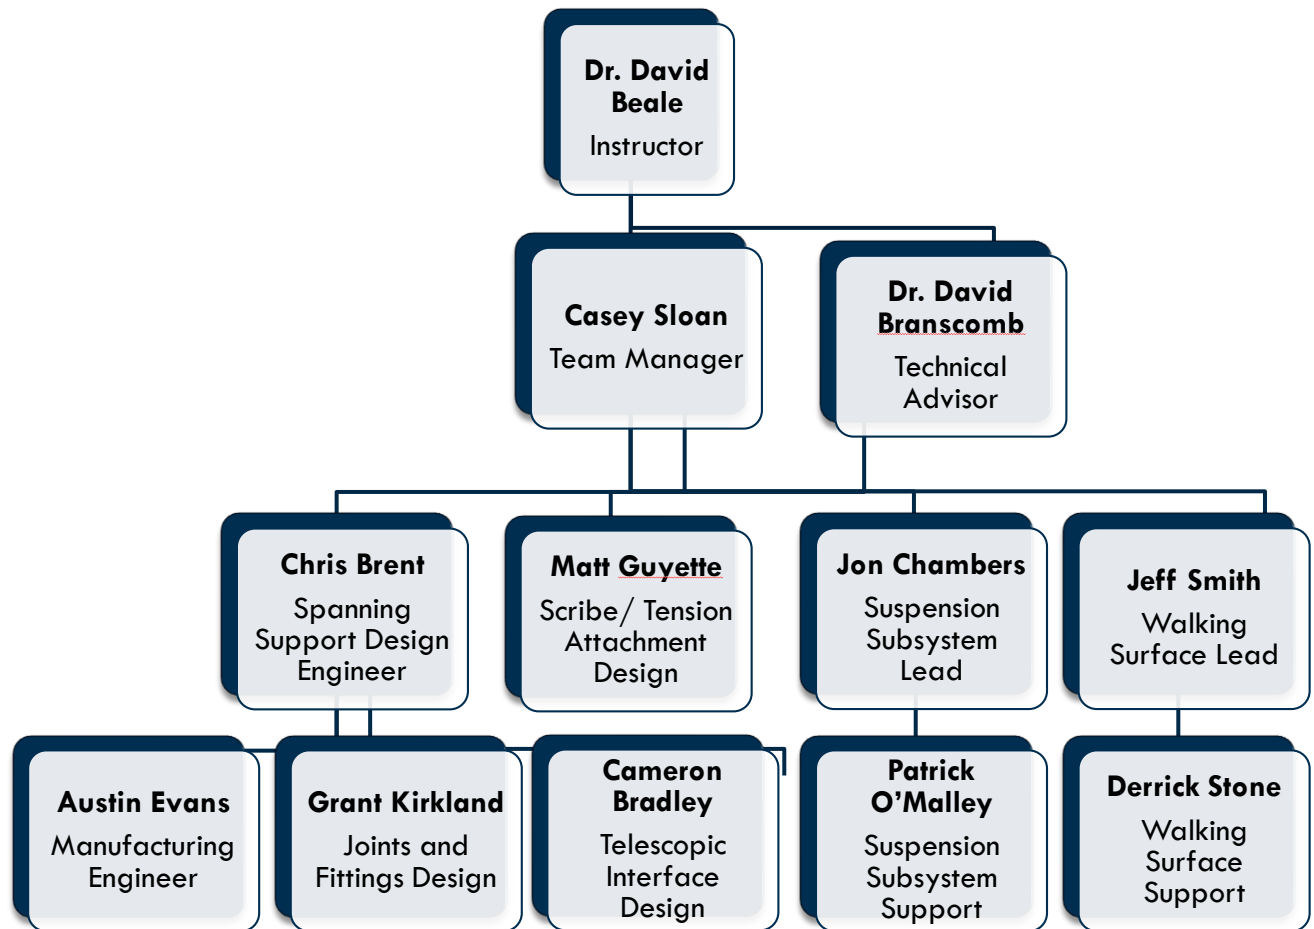 Dr. David
Beale
Instructor
Casey Sloan
Team Manager
Dr. David
Branscomb
Technical
Advisor
Chris Brent
Spanning
Support Design
Engineer
Matt Guyette
Scribe/ Tension
Attachment
Design
Jon Chambers
Suspension
Subsystem
Lead
Jeff Smith
Walking
Surface Lead
Austin Evans
Manufacturing
Engineer
Grant Kirkland
Joints and
Fittings Design
Cameron
Bradley
Telescopic
Interface
Design
Patrick
O’Malley
Suspension
Subsystem
Support
Derrick Stone
Walking
Surface
Support